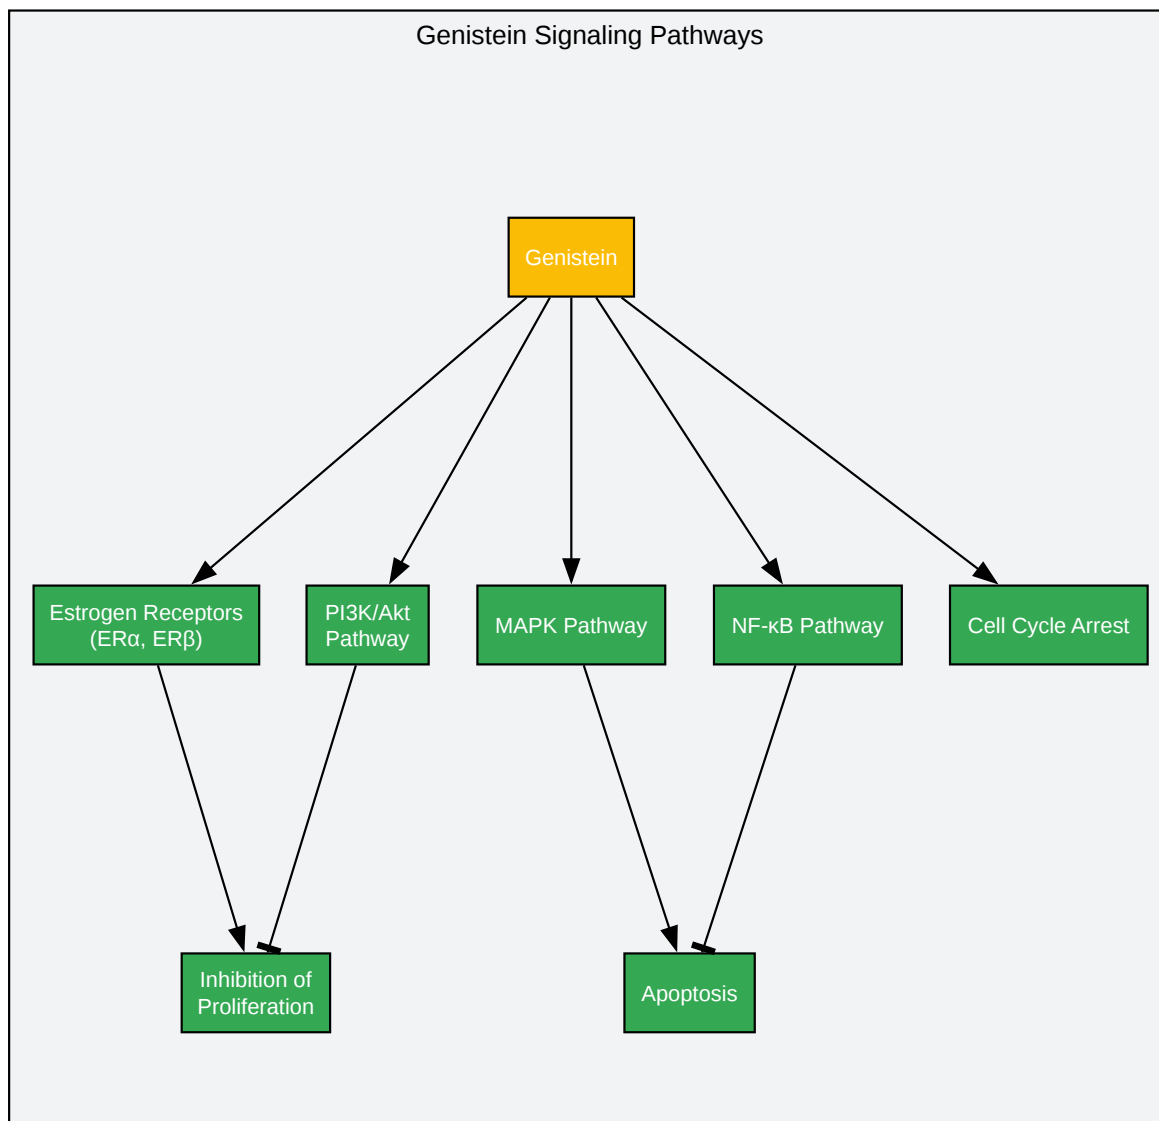 Genistein Signaling Pathways
Genistein
Estrogen Receptors
(ERα, ERβ)
PI3K/Akt
Pathway
MAPK Pathway
NF-κB Pathway
Cell Cycle Arrest
Inhibition of
Proliferation
Apoptosis